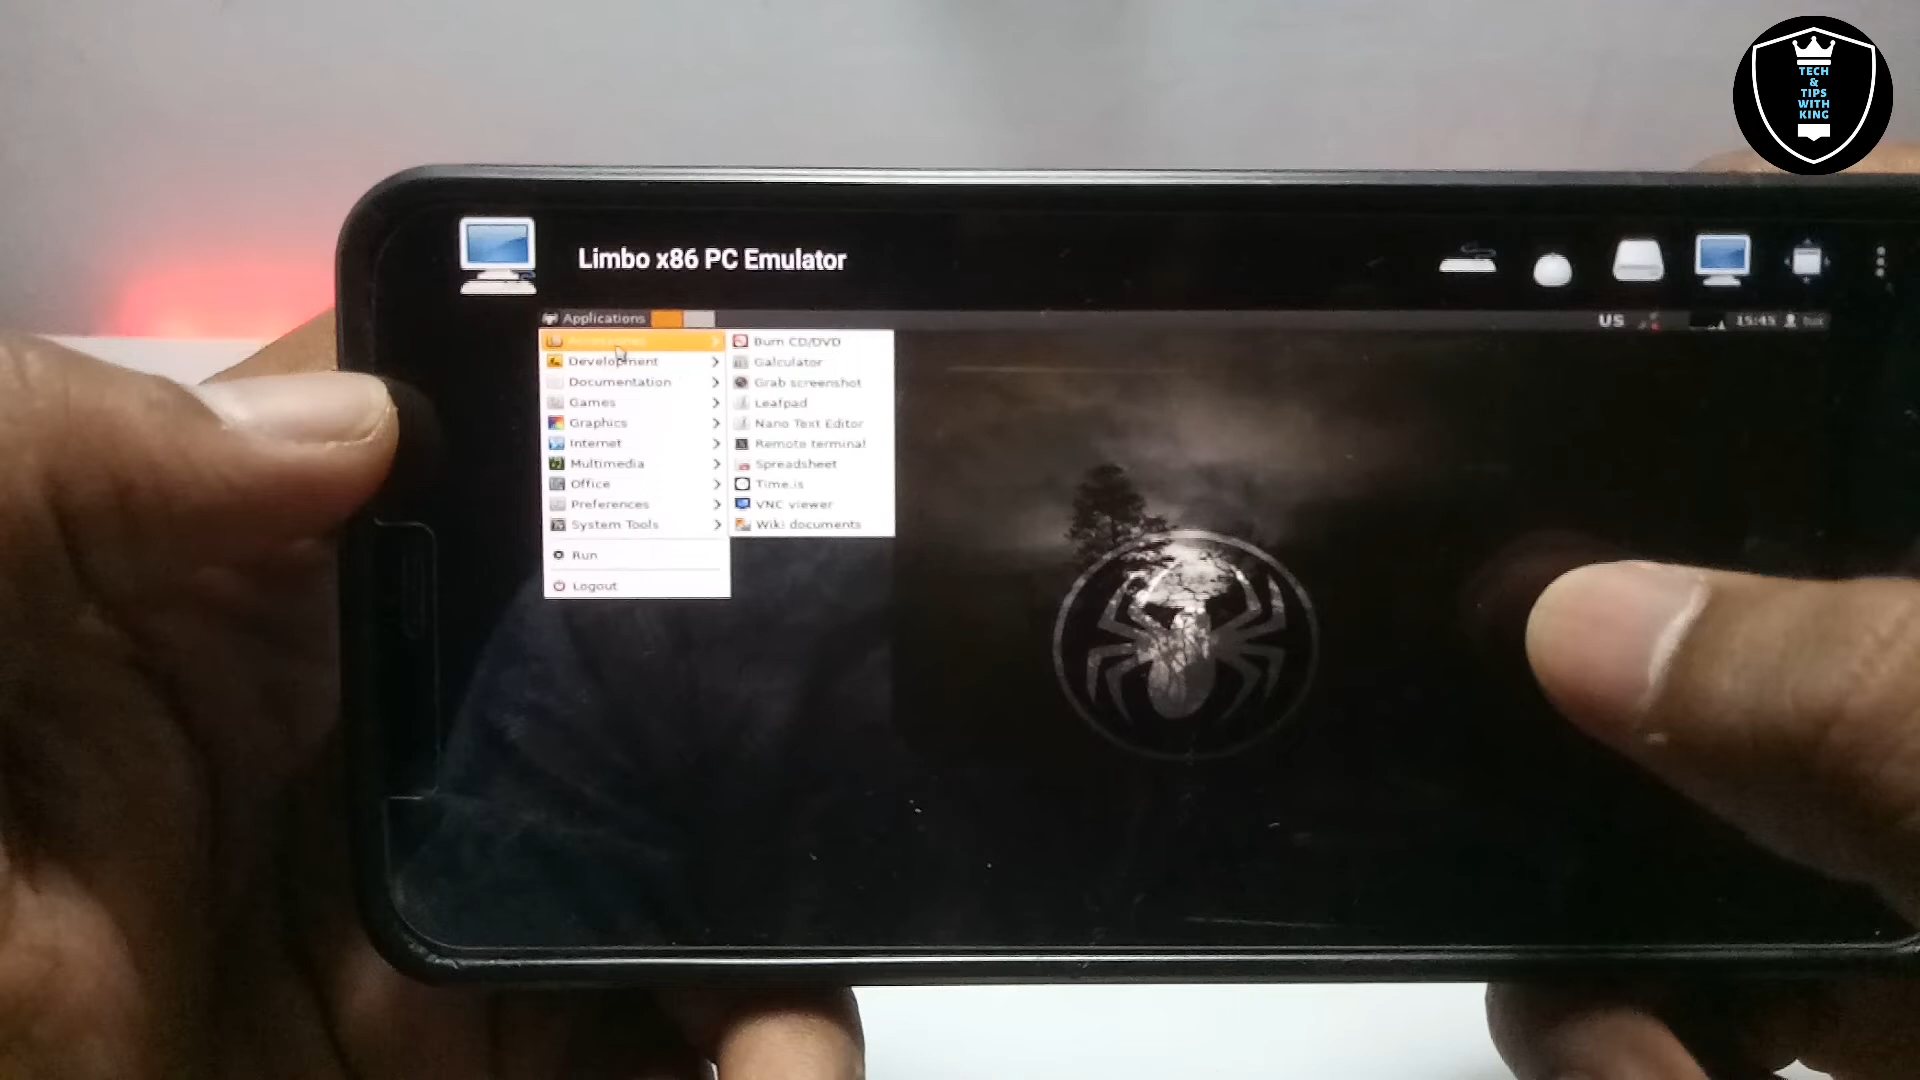 TECH
&
TIPS
WITH
KING
Limbo x86 PC Emulator
Applications
US
15:45
Accessories
Development
Documentation
Games
Graphics
Internet
Multimedia
Office
Preferences
System Tools
Run
Logout
Burn CD/DVD
Galculator
Grab screenshot
Leafpad
Nano Text Editor
Remote terminal
Spreadsheet
Time.is
VNC viewer
Wiki documents